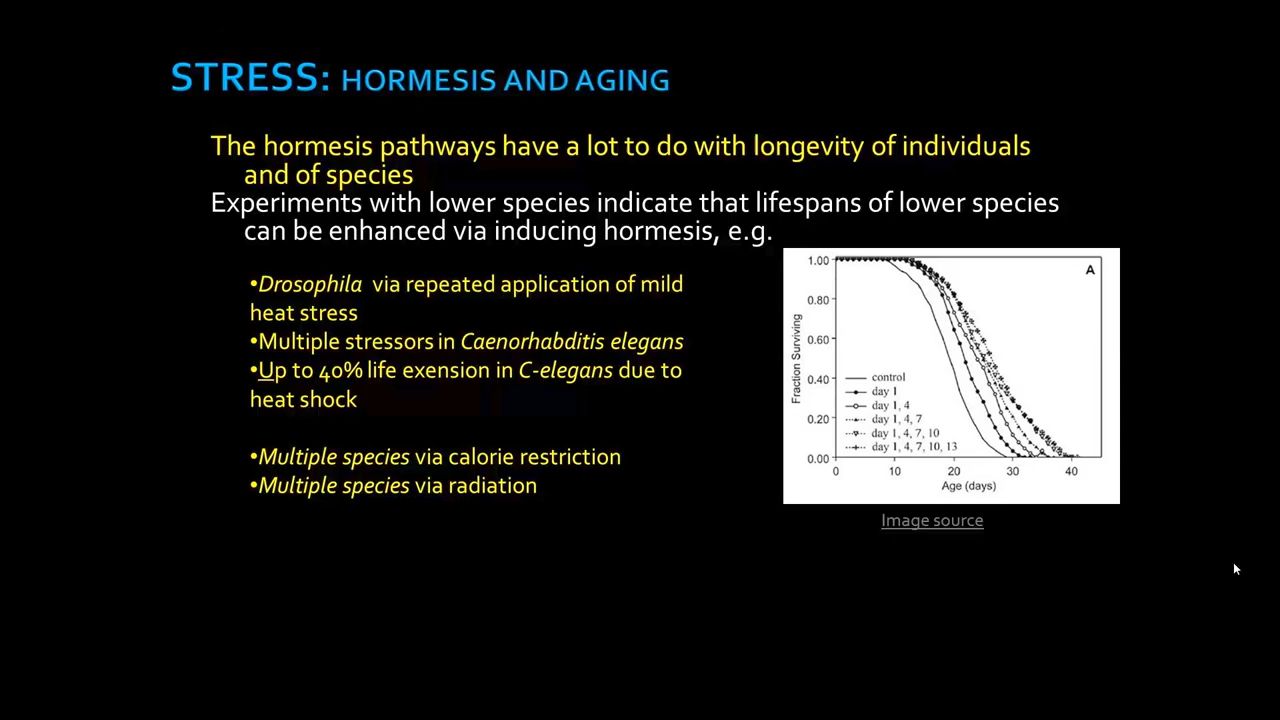 STRESS: HORMESIS AND AGING
The hormesis pathways have a lot to do with longevity of individuals
and of species
Experiments with lower species indicate that lifespans of lower species
can be enhanced via inducing hormesis, e.g.
•Drosophila via repeated application of mild
heat stress
•Multiple stressors in Caenorhabditis elegans
•Up to 40% life exension in C-elegans due to
heat shock
•Multiple species via calorie restriction
•Multiple species via radiation
A
Fraction Surviving
1.00
0.80
0.60
0.40
0.20
0.00
control
day 1
day 1, 4
day 1, 4, 7
day 1, 4, 7, 10
day 1, 4, 7, 10, 13
0 10 20 30 40
Age (days)
Image source